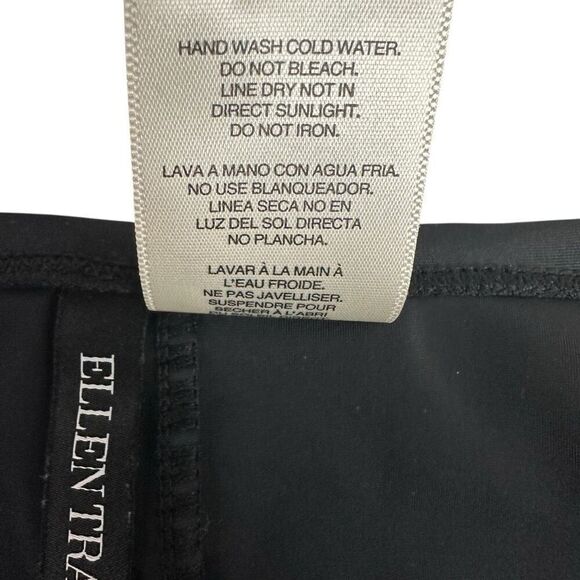 HAND WASH COLD WATER.
DO NOT BLEACH.
LINE DRY NOT IN
DIRECT SUNLIGHT.
DO NOT IRON.
LAVA A MANO CON AGUA FRIA.
NO USE BLANQUEADOR.
LINEA SECA NO EN
LUZ DEL SOL DIRECTA
NO PLANCHA.
LAVAR À LA MAIN À
L'EAU FROIDE.
NE PAS JAVELLISER.
SUSPENDRE POUR
SÉCHER À L'ABRI
ELLEN TRA